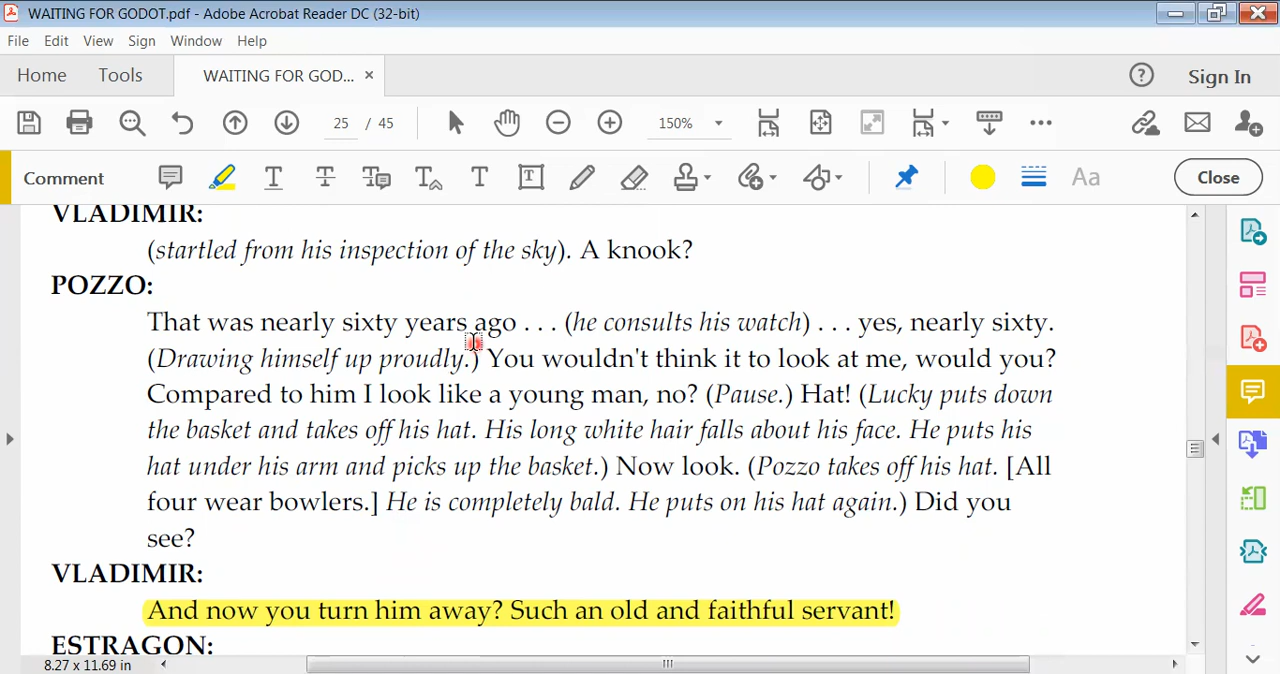 WAITING FOR GODOT.pdf - Adobe Acrobat Reader DC (32-bit)
File Edit View Sign Window Help
Home Tools WAITING FOR GOD... × ? Sign In
25 / 45 150%
Comment Aa Close
VLADIMIR:
(startled from his inspection of the sky). A knook?
POZZO:
That was nearly sixty years ago . . . (he consults his watch) . . . yes, nearly sixty.
(Drawing himself up proudly.) You wouldn't think it to look at me, would you?
Compared to him I look like a young man, no? (Pause.) Hat! (Lucky puts down
the basket and takes off his hat. His long white hair falls about his face. He puts his
hat under his arm and picks up the basket.) Now look. (Pozzo takes off his hat. [All
four wear bowlers.] He is completely bald. He puts on his hat again.) Did you
see?
VLADIMIR:
And now you turn him away? Such an old and faithful servant!
ESTRAGON:
8.27 x 11.69 in